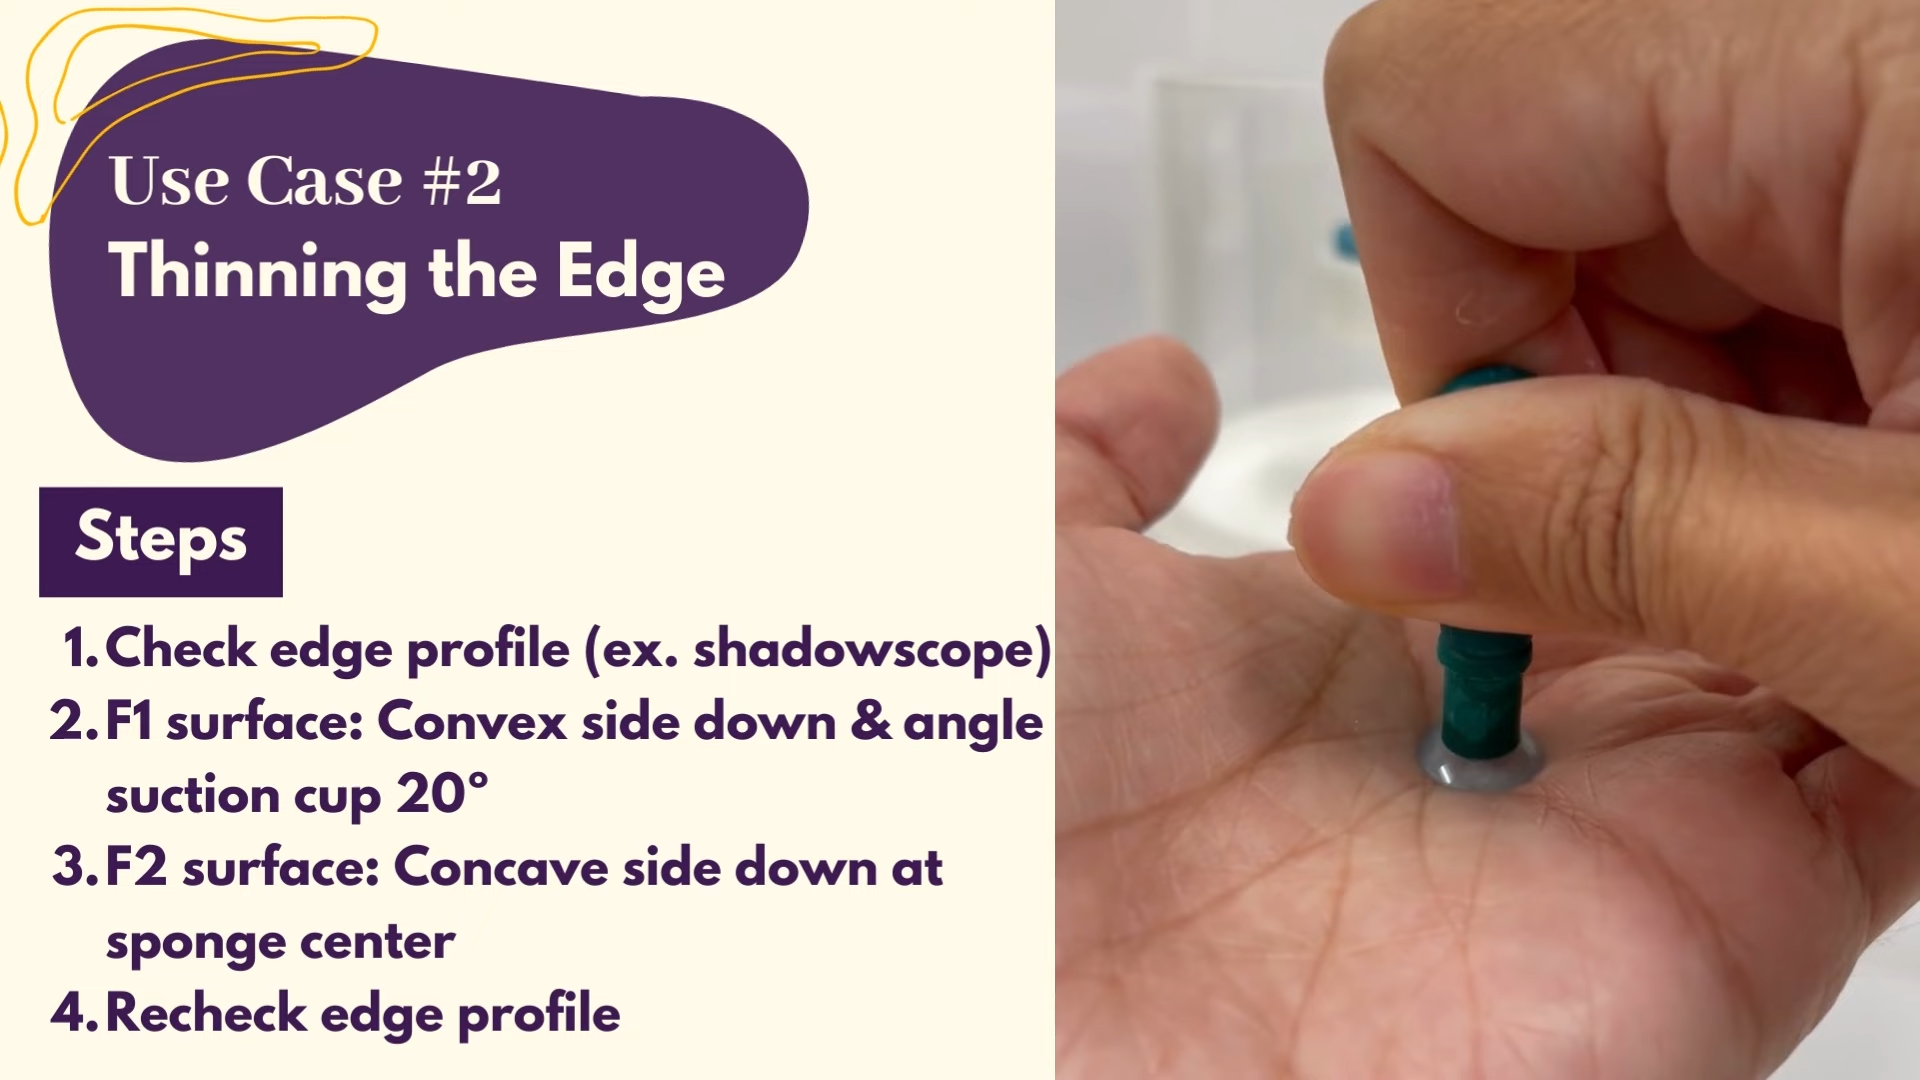 Use Case #2
Thinning the Edge
Steps
1. Check edge profile (ex. shadowscope)
2. F1 surface: Convex side down & angle
suction cup 20°
3. F2 surface: Concave side down at
sponge center
4. Recheck edge profile